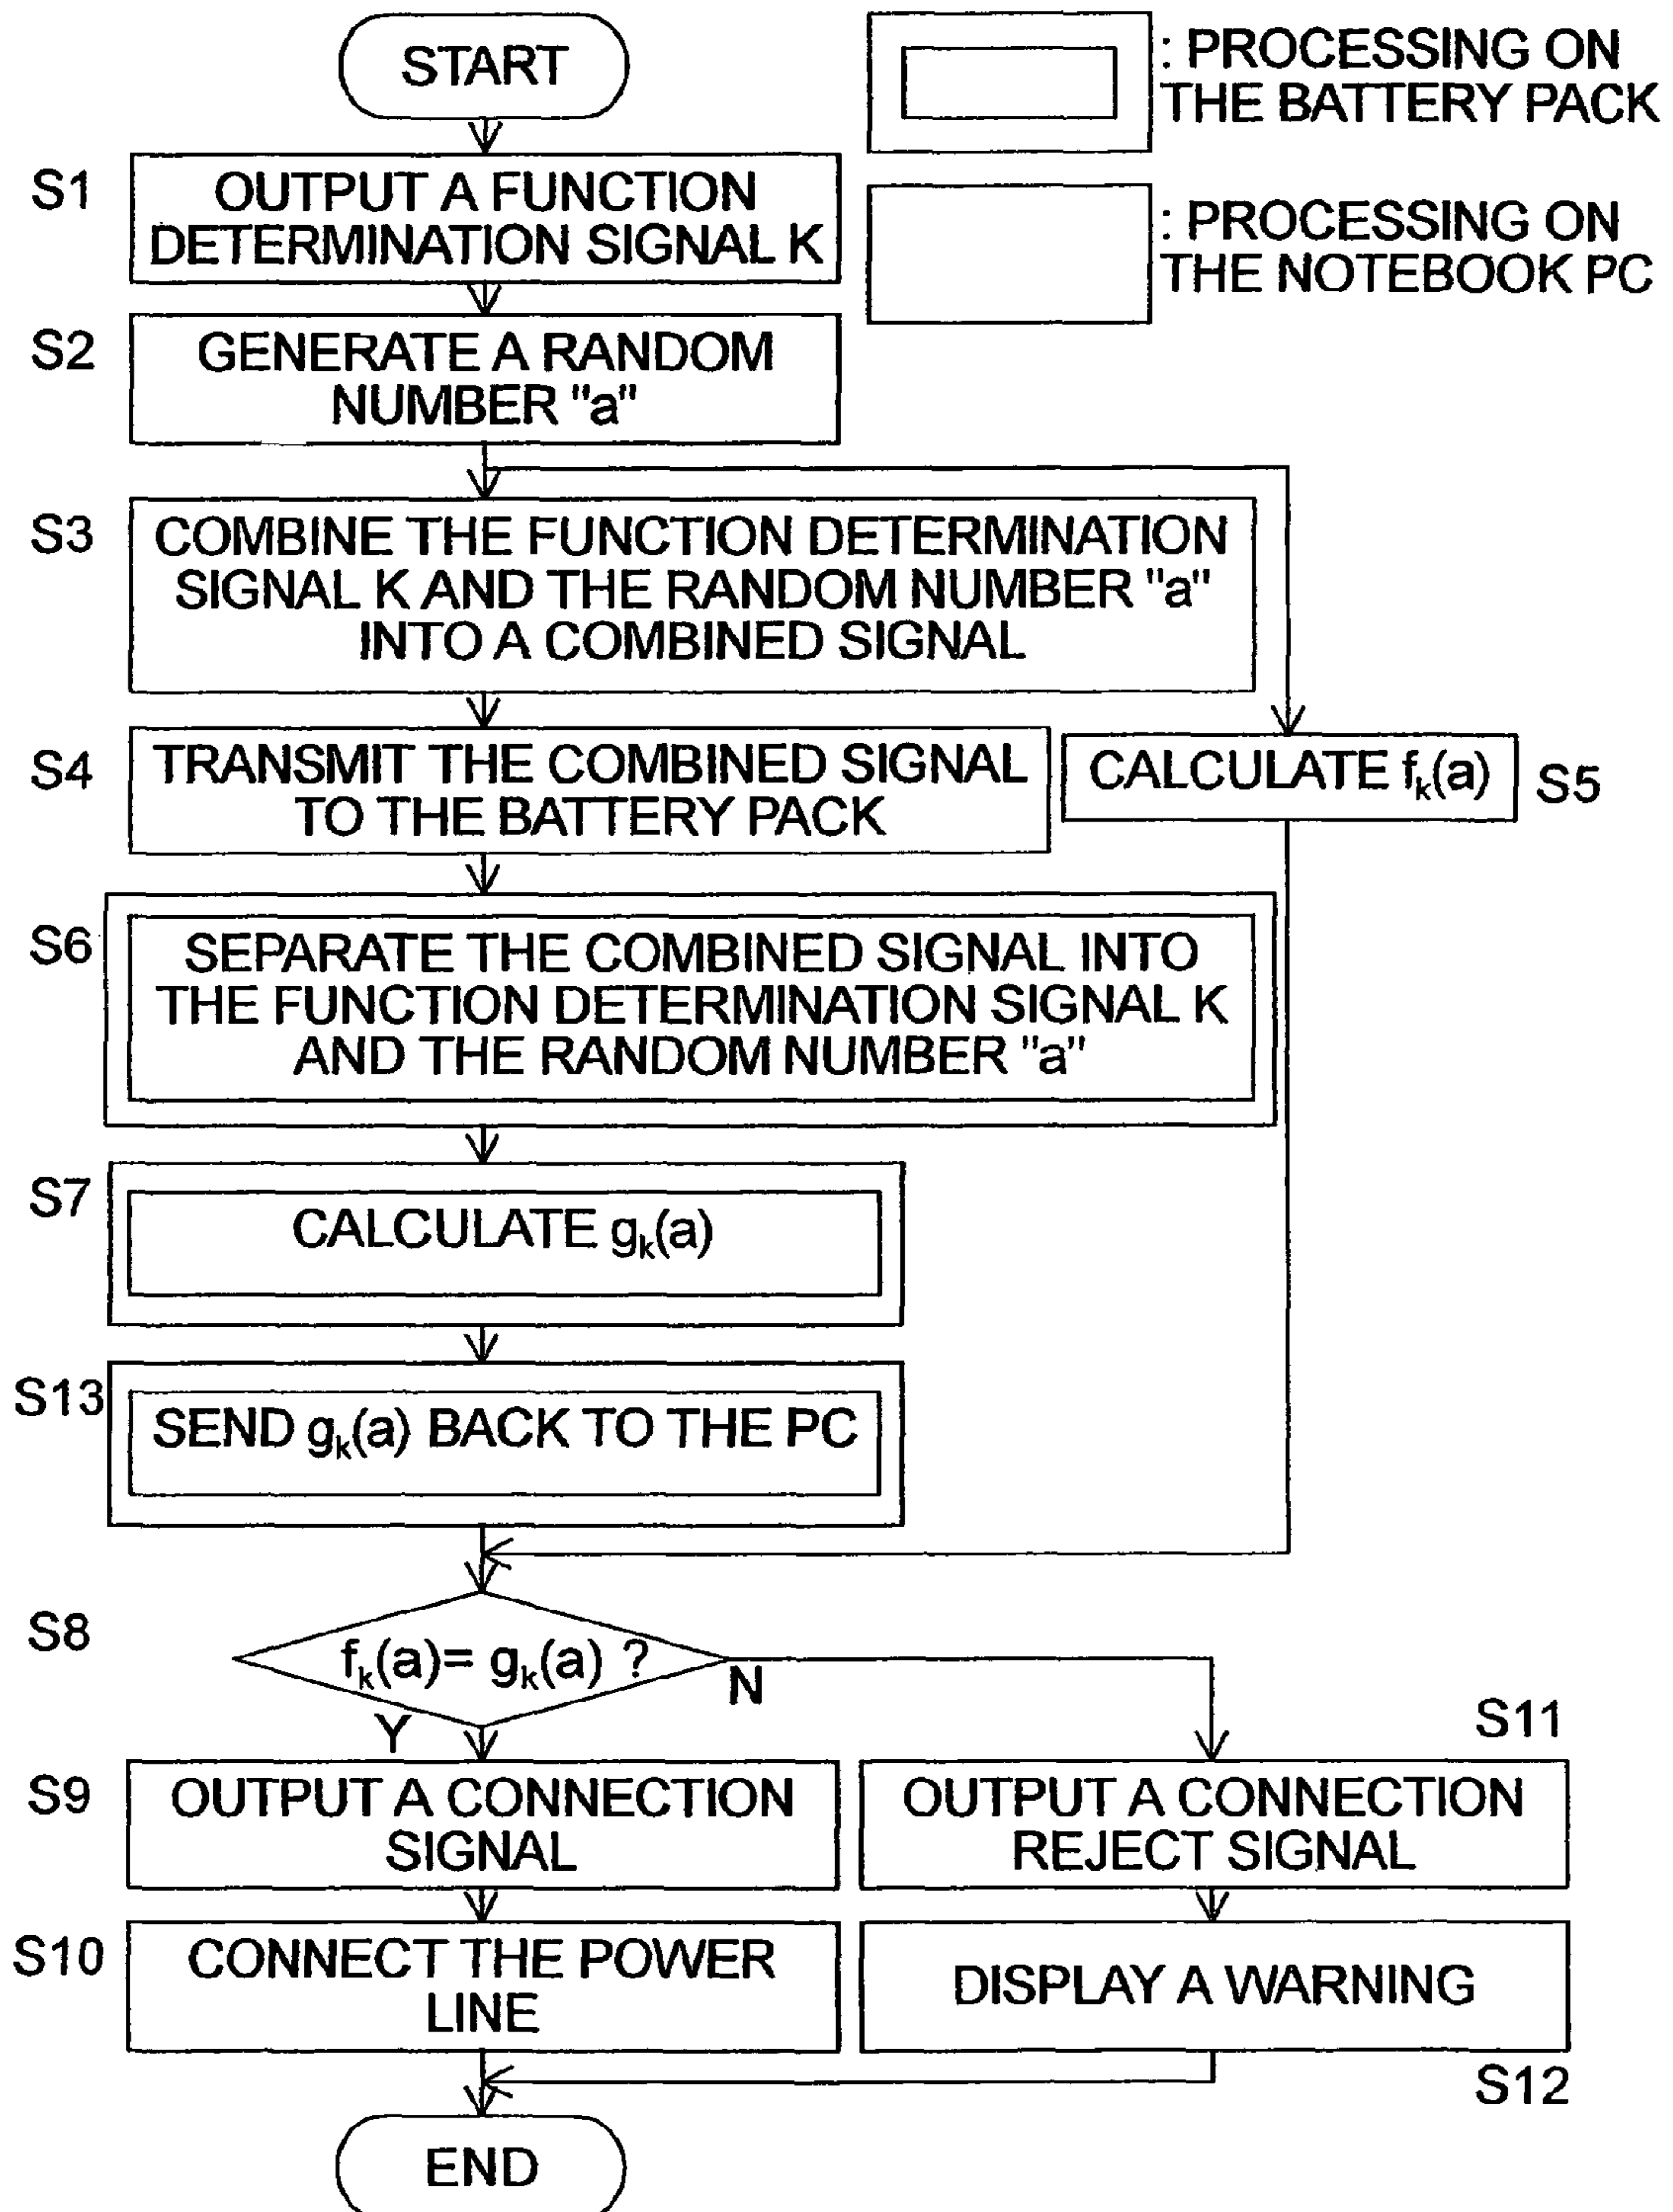 START
: PROCESSING ON
THE BATTERY PACK
: PROCESSING ON
THE NOTEBOOK PC
S1
OUTPUT A FUNCTION
DETERMINATION SIGNAL K
S2
GENERATE A RANDOM
NUMBER "a"
S3
COMBINE THE FUNCTION DETERMINATION
SIGNAL K AND THE RANDOM NUMBER "a"
INTO A COMBINED SIGNAL
S4
TRANSMIT THE COMBINED SIGNAL
TO THE BATTERY PACK
CALCULATE fk(a)
S5
S6
SEPARATE THE COMBINED SIGNAL INTO
THE FUNCTION DETERMINATION SIGNAL K
AND THE RANDOM NUMBER "a"
S7
CALCULATE gk(a)
S13
SEND gk(a) BACK TO THE PC
S8
fk(a)= gk(a) ?
N
Y
S11
S9
OUTPUT A CONNECTION
SIGNAL
OUTPUT A CONNECTION
REJECT SIGNAL
S10
CONNECT THE POWER
LINE
DISPLAY A WARNING
S12
END